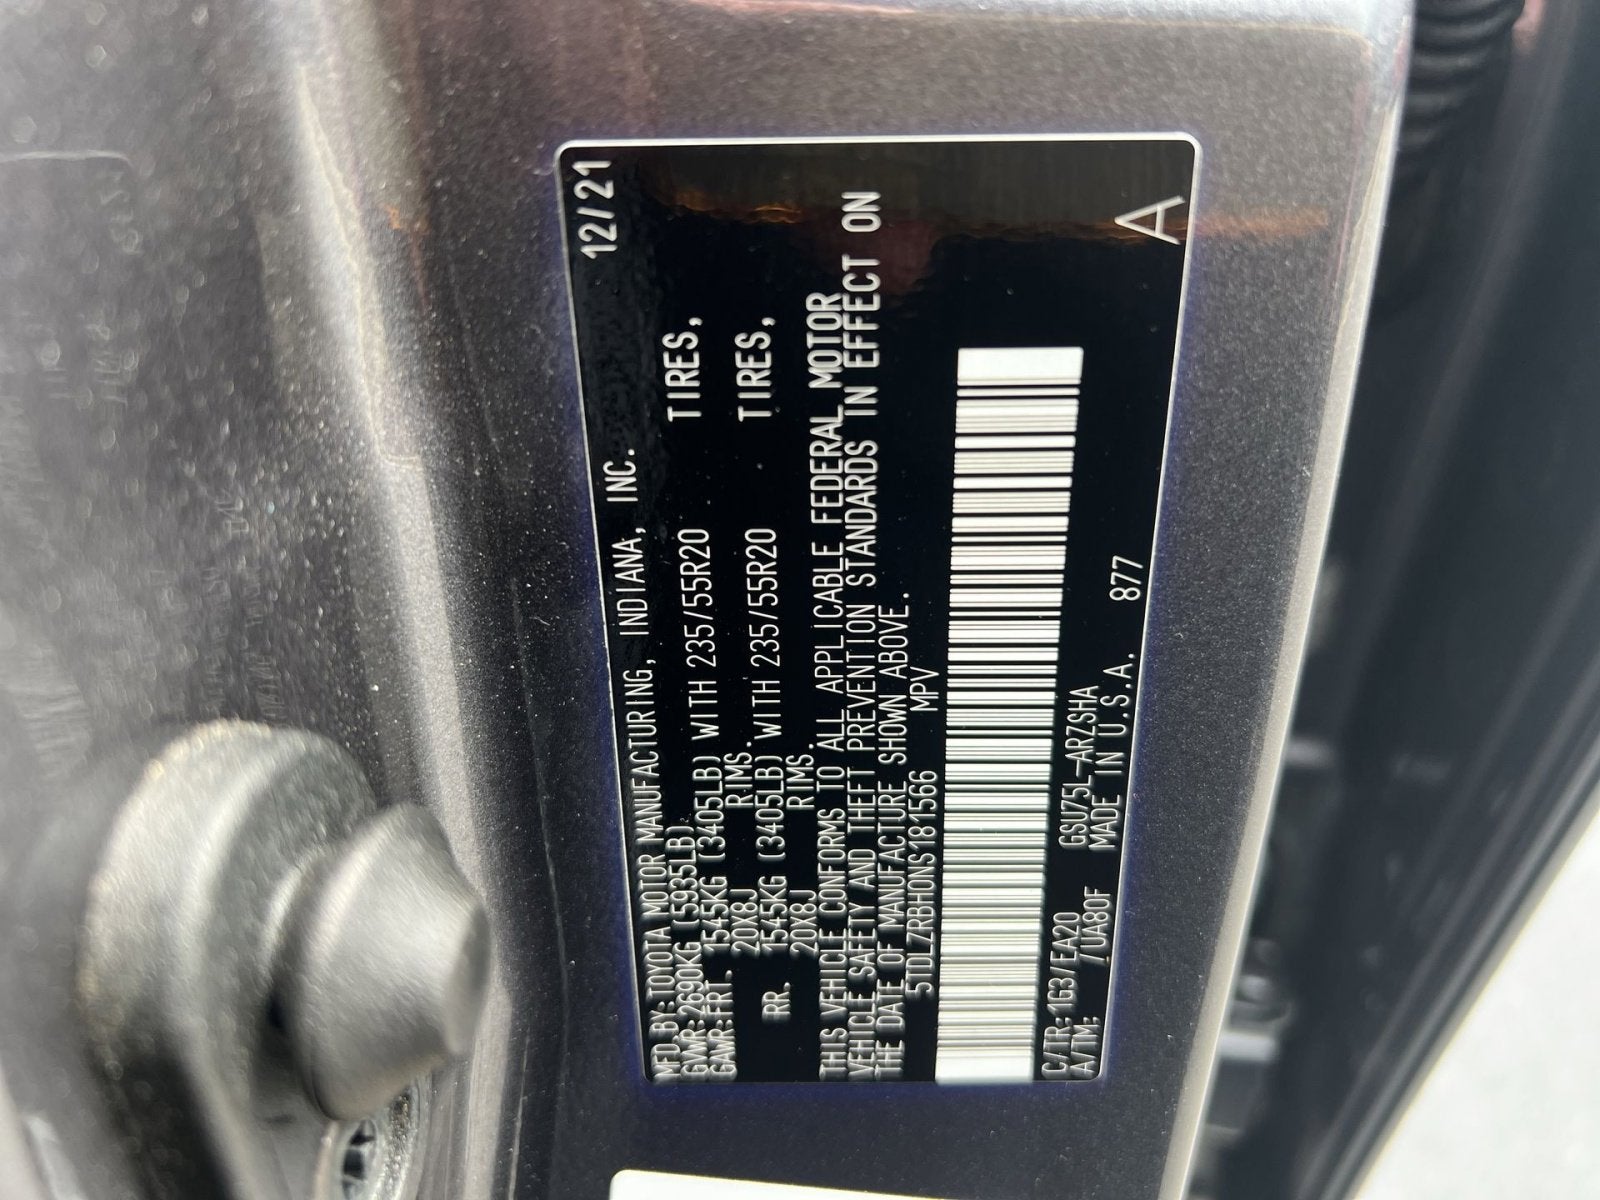 MFD.BY:TOYOTA MOTOR MANUFACTURING, INDIANA, INC. 12/21
GVWR:2690KG(5935LB)
GAWR:FRT. 1545KG (3405LB) WITH 235/55R20 TIRES,
20X8J RIMS.
RR. 1545KG (3405LB) WITH 235/55R20 TIRES,
20X8J RIMS.
THIS VEHICLE CONFORMS TO ALL APPLICABLE FEDERAL MOTOR
VEHICLE SAFETY AND THEFT PREVENTION STANDARDS IN EFFECT ON
THE DATE OF MANUFACTURE SHOWN ABOVE.
5TDLZRBH0NS181566 MPV
C/TR:1G3/EA20 GSU75L-ARZSHA 877
A/TM: /UA80F MADE IN U.S.A. A